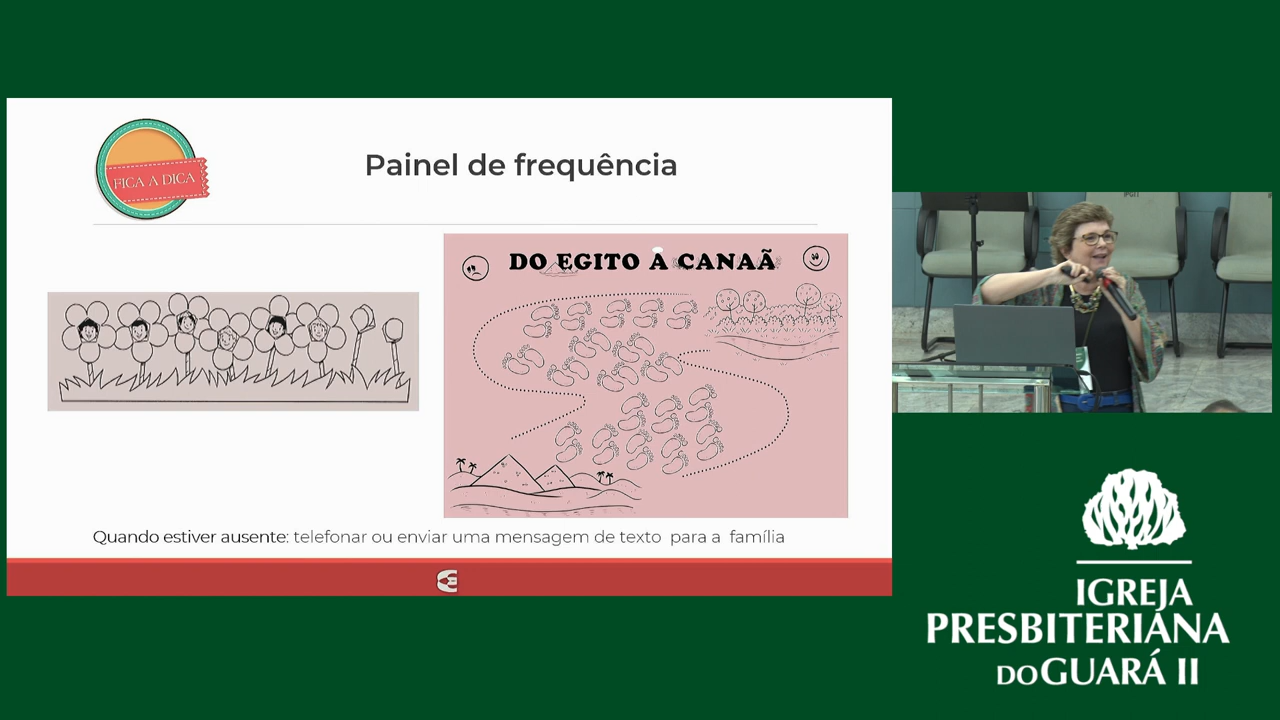 FICA A DICA
Painel de frequência
DO EGITO À CANAÃ
Quando estiver ausente: telefonar ou enviar uma mensagem de texto para a família
IGREJA
PRESBITERIANA
DO GUARÁ II